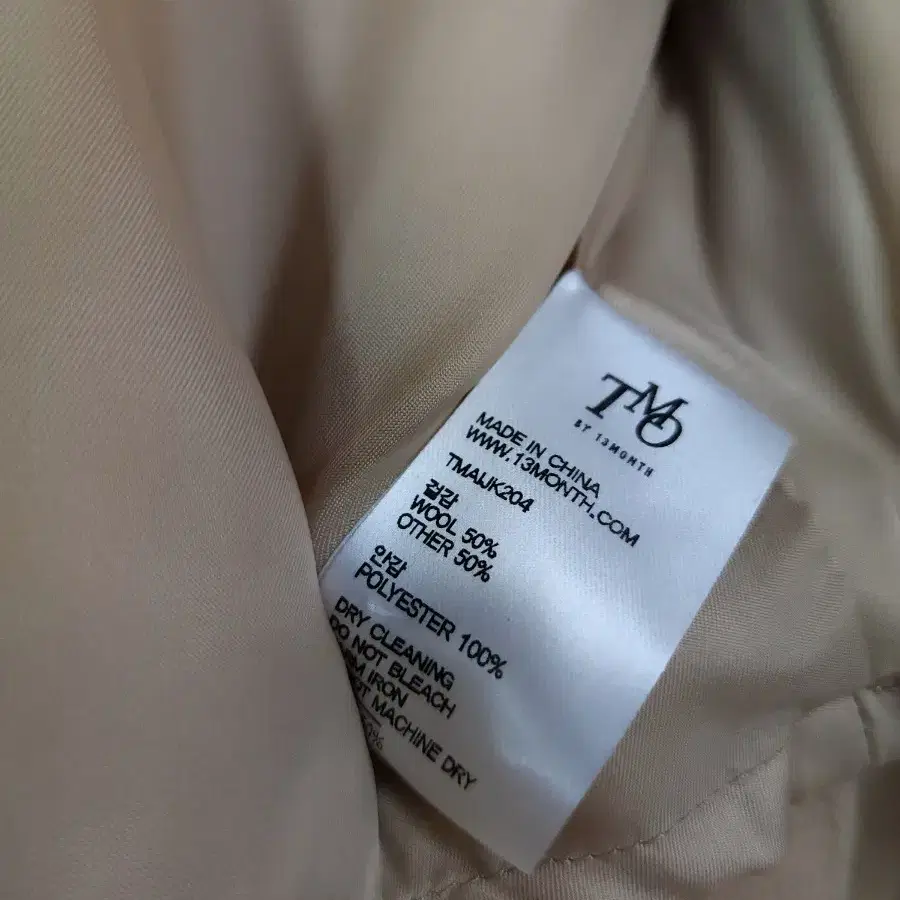 TMO
BY 13MONTH
MADE IN CHINA
WWW.13MONTH.COM
TMAIJK204
겉감
WOOL 50%
OTHER 50%
안감
POLYESTER 100%
DRY CLEANING
DO NOT BLEACH
IRON
MACHINE DRY